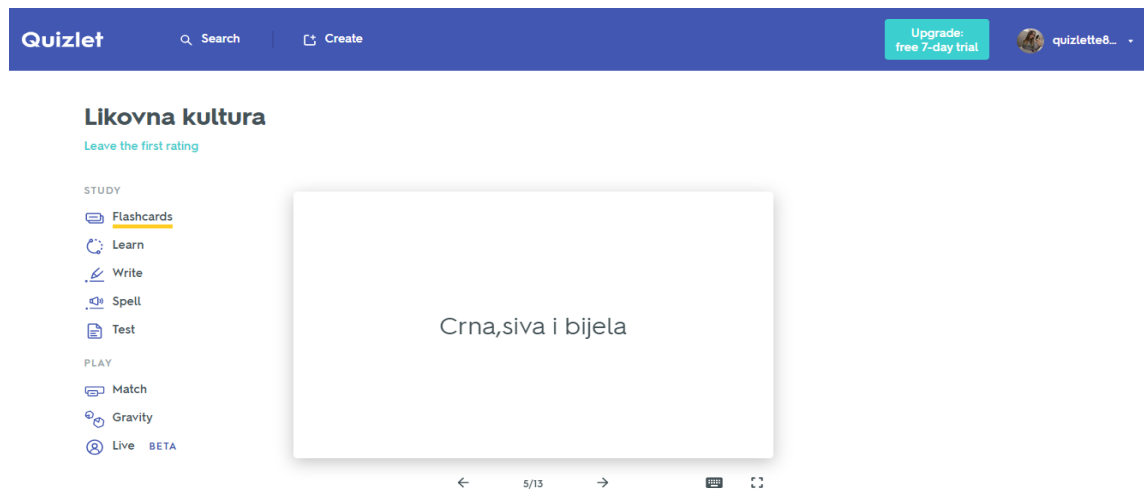 Quizlet
Search
Create
Upgrade:
free 7-day trial
quizlette8...
Likovna kultura
Leave the first rating
STUDY
Flashcards
Learn
Write
Spell
Test
PLAY
Match
Gravity
Live BETA
Crna,siva i bijela
5/13